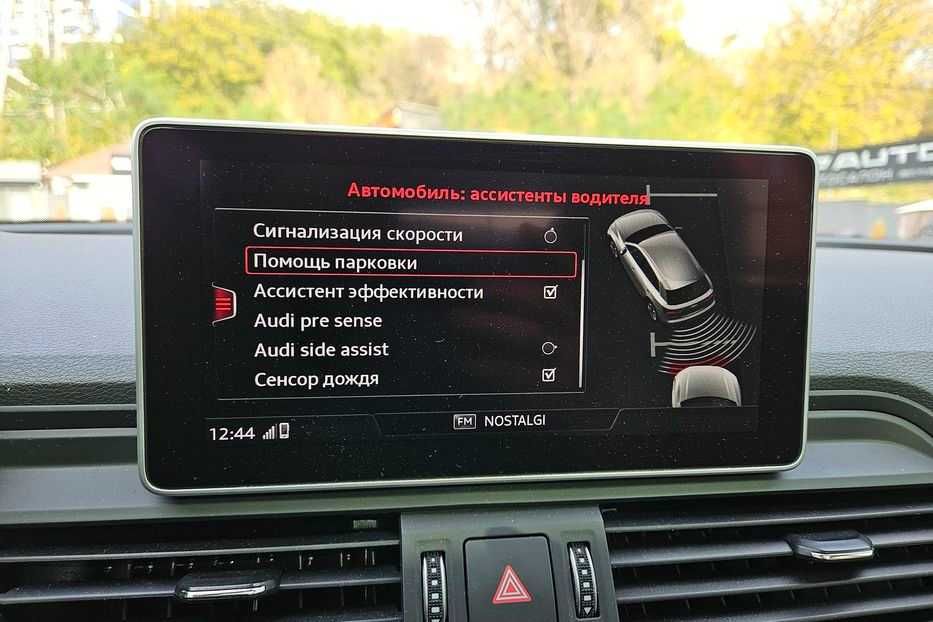 Автомобиль: ассистенты водителя
Сигнализация скорости
Помощь парковки
Ассистент эффективности
Audi pre sense
Audi side assist
Сенсор дождя
12:44
FM NOSTALGI
AUTO